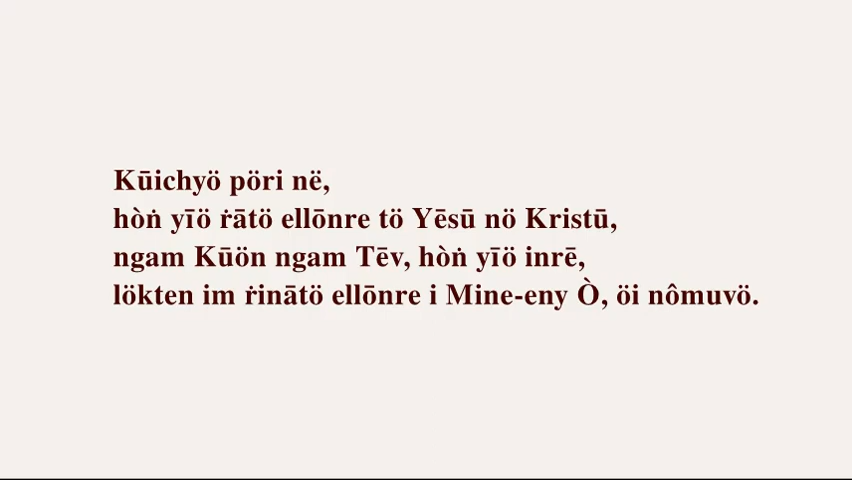 Kūichyö pöri në,
hòṅ yīö ṙātö ellōnre tö Yēsū nö Kristū,
ngam Kūön ngam Tēv, hòṅ yīö inrē,
lökten im ṙinātö ellōnre i Mine-eny Ò, öi nômuvö.